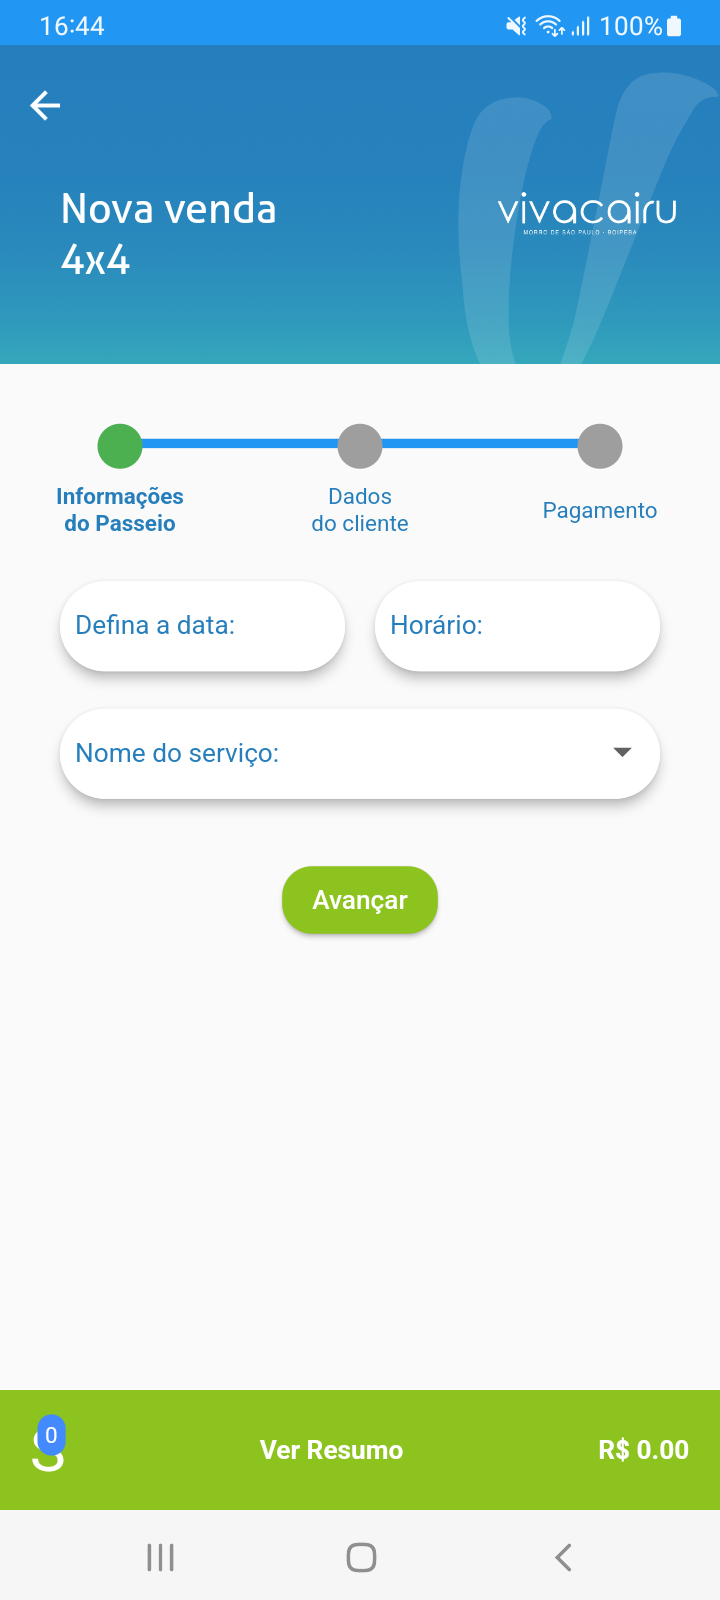 16:44
100%
Nova venda
4x4
vivacairu
MORRO DE SÃO PAULO - BOIPEBA
Informações
do Passeio
Dados
do cliente
Pagamento
Defina a data:
Horário:
Nome do serviço:
Avançar
0
Ver Resumo
R$ 0.00